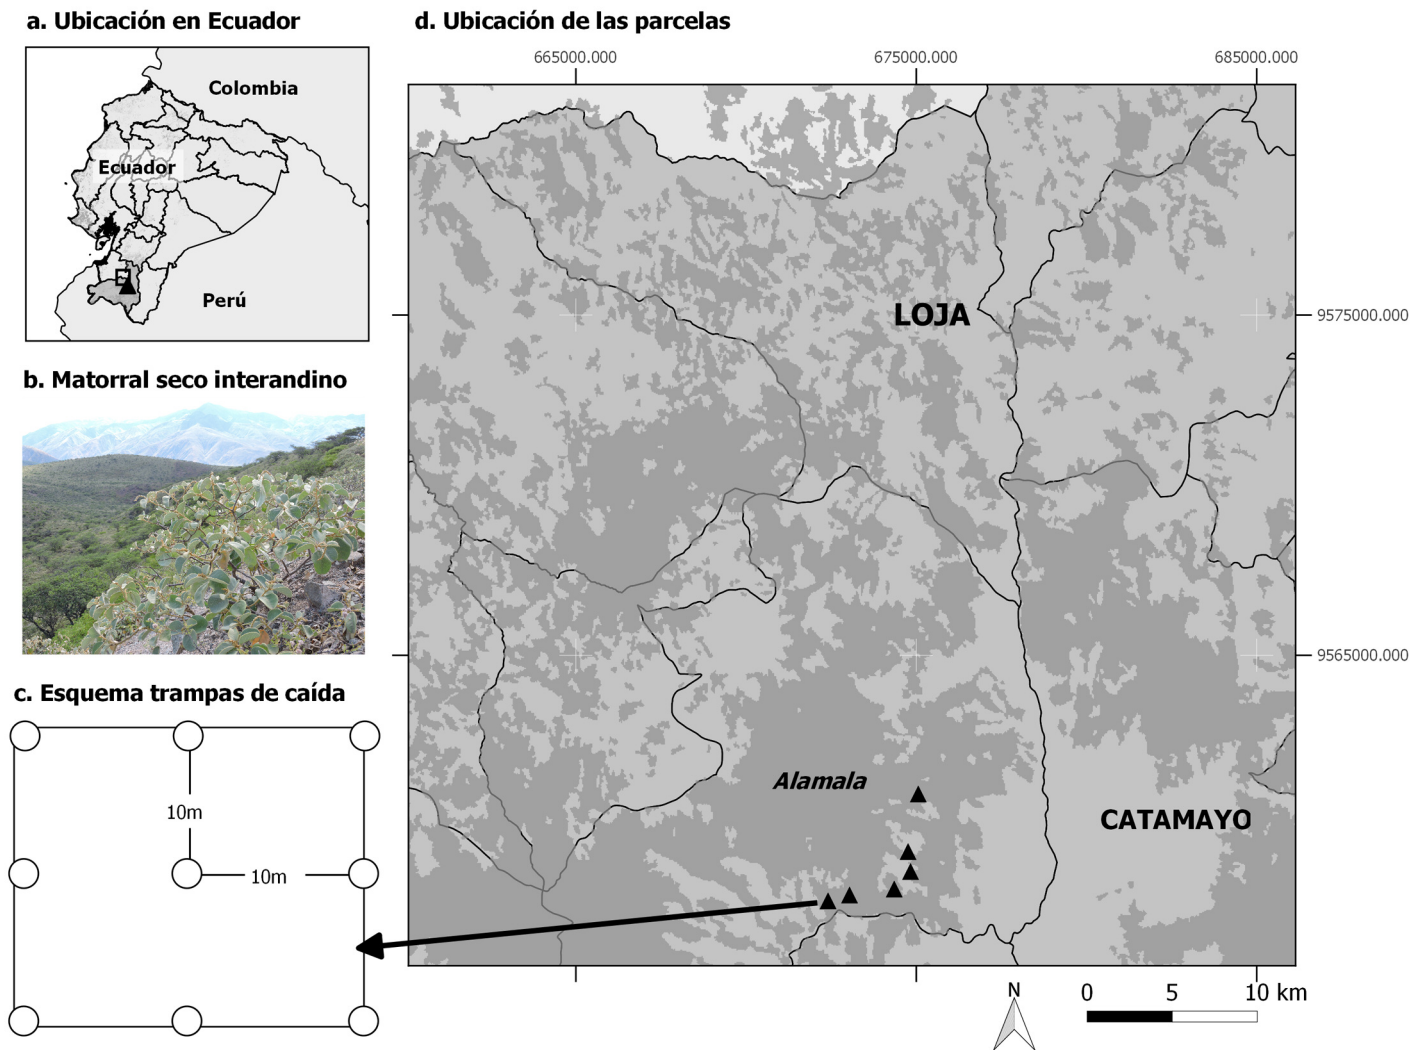 a. Ubicación en Ecuador
Colombia
Ecuador
Perú
b. Matorral seco interandino
c. Esquema trampas de caída
10m
10m
d. Ubicación de las parcelas
665000.000
675000.000
685000.000
LOJA
9575000.000
9565000.000
Alamala
CATAMAYO
N
0 5 10 km